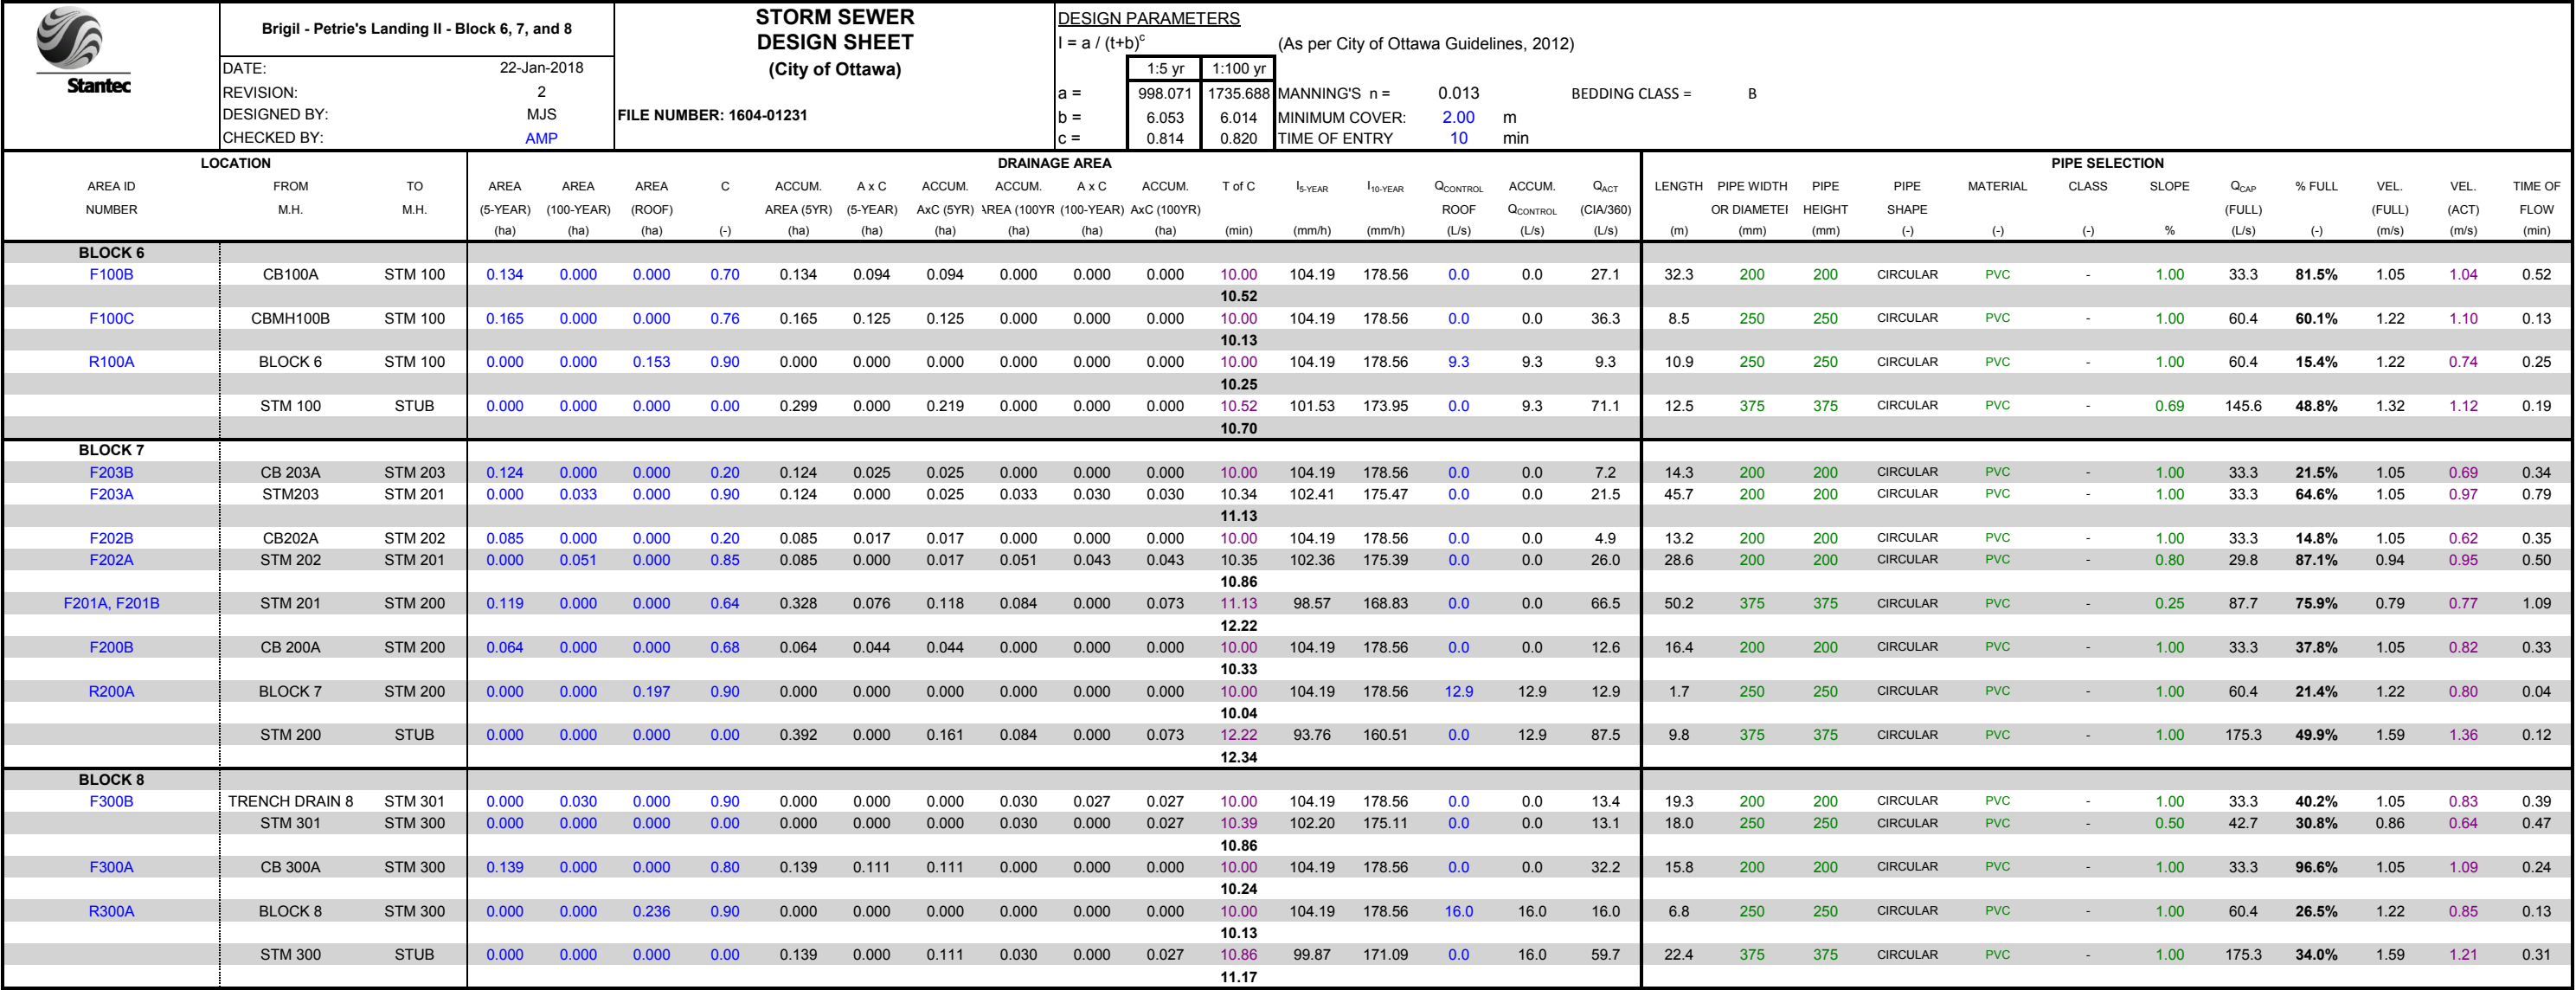 Stantec
Brigil - Petrie's Landing II - Block 6, 7, and 8
DATE: 22-Jan-2018
REVISION: 2
DESIGNED BY: MJS
CHECKED BY: AMP
STORM SEWER
DESIGN SHEET
(City of Ottawa)
FILE NUMBER: 1604-01231
DESIGN PARAMETERS
I = a / (t+b)^c (As per City of Ottawa Guidelines, 2012)
1:5 yr 1:100 yr
a = 998.071 1735.688 MANNING'S n = 0.013 BEDDING CLASS = B
b = 6.053 6.014 MINIMUM COVER: 2.00 m
c = 0.814 0.820 TIME OF ENTRY 10 min
LOCATION DRAINAGE AREA PIPE SELECTION
AREA ID FROM TO AREA AREA AREA C ACCUM. A x C ACCUM. ACCUM. A x C ACCUM. T of C I5-YEAR I10-YEAR QCONTROL ACCUM. QACT LENGTH PIPE WIDTH PIPE PIPE MATERIAL CLASS SLOPE QCAP % FULL VEL. VEL. TIME OF
NUMBER M.H. M.H. (5-YEAR) (100-YEAR) (ROOF) AREA (5YR) (5-YEAR) AxC (5YR) AREA (100YR (100-YEAR) AxC (100YR) ROOF QCONTROL (CIA/360) OR DIAMETEI HEIGHT SHAPE (FULL) (FULL) (ACT) FLOW
(ha) (ha) (ha) (-) (ha) (ha) (ha) (ha) (ha) (ha) (min) (mm/h) (mm/h) (L/s) (L/s) (L/s) (m) (mm) (mm) (-) (-) (-) % (L/s) (-) (m/s) (m/s) (min)
BLOCK 6
F100B CB100A STM 100 0.134 0.000 0.000 0.70 0.134 0.094 0.094 0.000 0.000 0.000 10.00 104.19 178.56 0.0 0.0 27.1 32.3 200 200 CIRCULAR PVC - 1.00 33.3 81.5% 1.05 1.04 0.52
10.52
F100C CBMH100B STM 100 0.165 0.000 0.000 0.76 0.165 0.125 0.125 0.000 0.000 0.000 10.00 104.19 178.56 0.0 0.0 36.3 8.5 250 250 CIRCULAR PVC - 1.00 60.4 60.1% 1.22 1.10 0.13
10.13
R100A BLOCK 6 STM 100 0.000 0.000 0.153 0.90 0.000 0.000 0.000 0.000 0.000 0.000 10.00 104.19 178.56 9.3 9.3 9.3 10.9 250 250 CIRCULAR PVC - 1.00 60.4 15.4% 1.22 0.74 0.25
10.25
STM 100 STUB 0.000 0.000 0.000 0.00 0.299 0.000 0.219 0.000 0.000 0.000 10.52 101.53 173.95 0.0 9.3 71.1 12.5 375 375 CIRCULAR PVC - 0.69 145.6 48.8% 1.32 1.12 0.19
10.70
BLOCK 7
F203B CB 203A STM 203 0.124 0.000 0.000 0.20 0.124 0.025 0.025 0.000 0.000 0.000 10.00 104.19 178.56 0.0 0.0 7.2 14.3 200 200 CIRCULAR PVC - 1.00 33.3 21.5% 1.05 0.69 0.34
F203A STM203 STM 201 0.000 0.033 0.000 0.90 0.124 0.000 0.025 0.033 0.030 0.030 10.34 102.41 175.47 0.0 0.0 21.5 45.7 200 200 CIRCULAR PVC - 1.00 33.3 64.6% 1.05 0.97 0.79
11.13
F202B CB202A STM 202 0.085 0.000 0.000 0.20 0.085 0.017 0.017 0.000 0.000 0.000 10.00 104.19 178.56 0.0 0.0 4.9 13.2 200 200 CIRCULAR PVC - 1.00 33.3 14.8% 1.05 0.62 0.35
F202A STM 202 STM 201 0.000 0.051 0.000 0.85 0.085 0.000 0.017 0.051 0.043 0.043 10.35 102.36 175.39 0.0 0.0 26.0 28.6 200 200 CIRCULAR PVC - 0.80 29.8 87.1% 0.94 0.95 0.50
10.86
F201A, F201B STM 201 STM 200 0.119 0.000 0.000 0.64 0.328 0.076 0.118 0.084 0.000 0.073 11.13 98.57 168.83 0.0 0.0 66.5 50.2 375 375 CIRCULAR PVC - 0.25 87.7 75.9% 0.79 0.77 1.09
12.22
F200B CB 200A STM 200 0.064 0.000 0.000 0.68 0.064 0.044 0.044 0.000 0.000 0.000 10.00 104.19 178.56 0.0 0.0 12.6 16.4 200 200 CIRCULAR PVC - 1.00 33.3 37.8% 1.05 0.82 0.33
10.33
R200A BLOCK 7 STM 200 0.000 0.000 0.197 0.90 0.000 0.000 0.000 0.000 0.000 0.000 10.00 104.19 178.56 12.9 12.9 12.9 1.7 250 250 CIRCULAR PVC - 1.00 60.4 21.4% 1.22 0.80 0.04
10.04
STM 200 STUB 0.000 0.000 0.000 0.00 0.392 0.000 0.161 0.084 0.000 0.073 12.22 93.76 160.51 0.0 12.9 87.5 9.8 375 375 CIRCULAR PVC - 1.00 175.3 49.9% 1.59 1.36 0.12
12.34
BLOCK 8
F300B TRENCH DRAIN 8 STM 301 0.000 0.030 0.000 0.90 0.000 0.000 0.000 0.030 0.027 0.027 10.00 104.19 178.56 0.0 0.0 13.4 19.3 200 200 CIRCULAR PVC - 1.00 33.3 40.2% 1.05 0.83 0.39
STM 301 STM 300 0.000 0.000 0.000 0.00 0.000 0.000 0.000 0.030 0.000 0.027 10.39 102.20 175.11 0.0 0.0 13.1 18.0 250 250 CIRCULAR PVC - 0.50 42.7 30.8% 0.86 0.64 0.47
10.86
F300A CB 300A STM 300 0.139 0.000 0.000 0.80 0.139 0.111 0.111 0.000 0.000 0.000 10.00 104.19 178.56 0.0 0.0 32.2 15.8 200 200 CIRCULAR PVC - 1.00 33.3 96.6% 1.05 1.09 0.24
10.24
R300A BLOCK 8 STM 300 0.000 0.000 0.236 0.90 0.000 0.000 0.000 0.000 0.000 0.000 10.00 104.19 178.56 16.0 16.0 16.0 6.8 250 250 CIRCULAR PVC - 1.00 60.4 26.5% 1.22 0.85 0.13
10.13
STM 300 STUB 0.000 0.000 0.000 0.00 0.139 0.000 0.111 0.030 0.000 0.027 10.86 99.87 171.09 0.0 16.0 59.7 22.4 375 375 CIRCULAR PVC - 1.00 175.3 34.0% 1.59 1.21 0.31
11.17